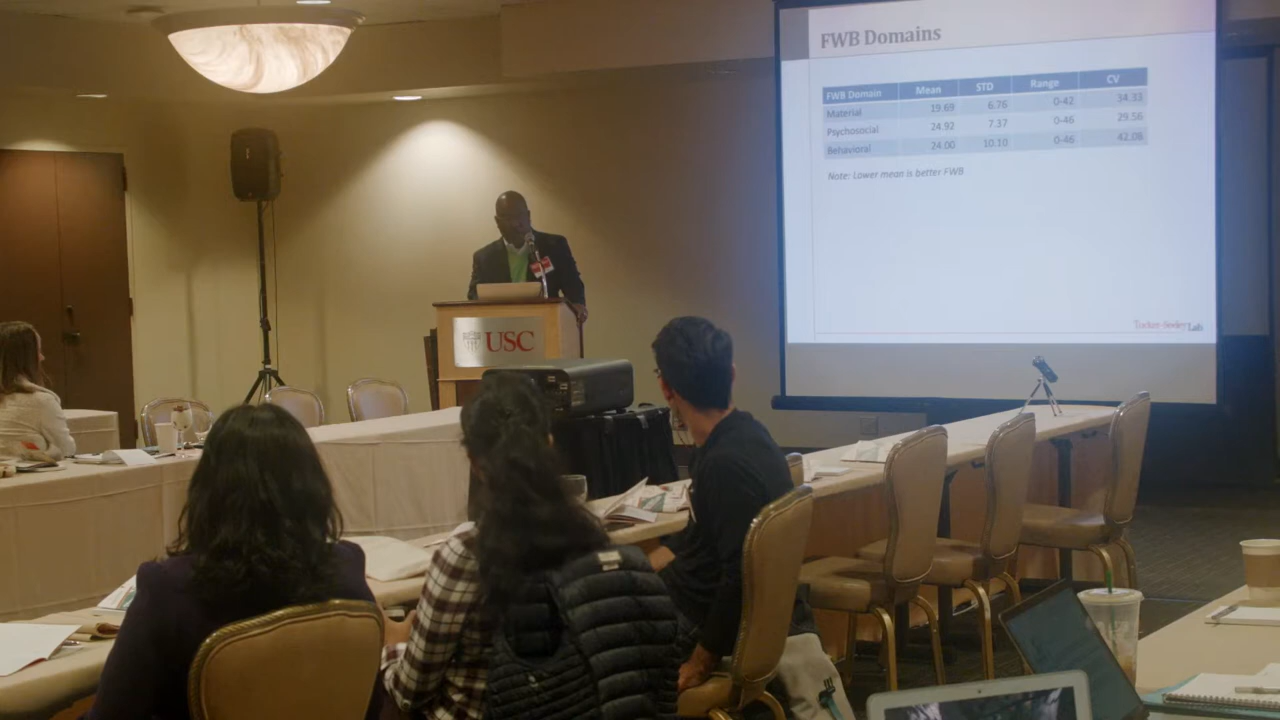 FWB Domains
FWB Domain Mean STD Range CV
Material 19.69 6.76 0-42 34.33
Psychosocial 24.92 7.37 0-46 29.56
Behavioral 24.00 10.10 0-46 42.08
Note: Lower mean is better FWB
Tucker-Seeley Lab
USC